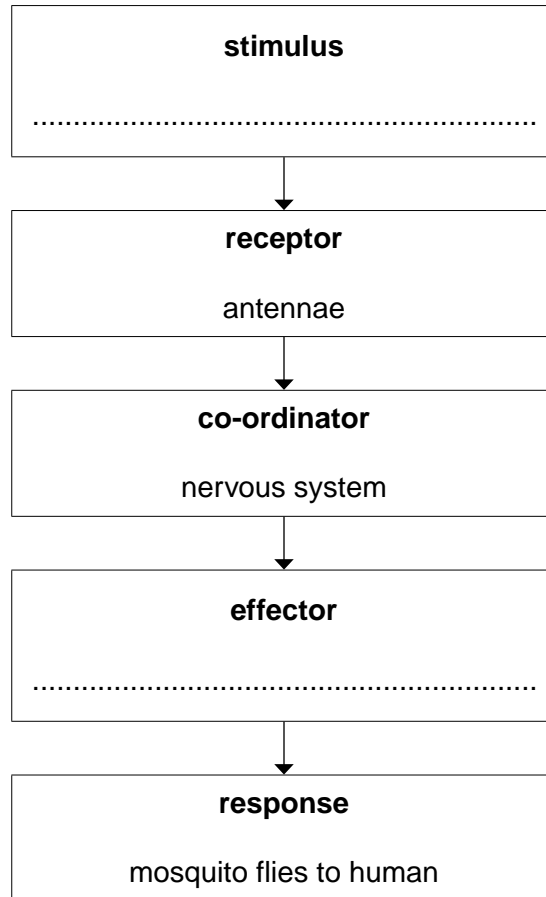 stimulus
..............................................................
receptor
antennae
co-ordinator
nervous system
effector
..............................................................
response
mosquito flies to human